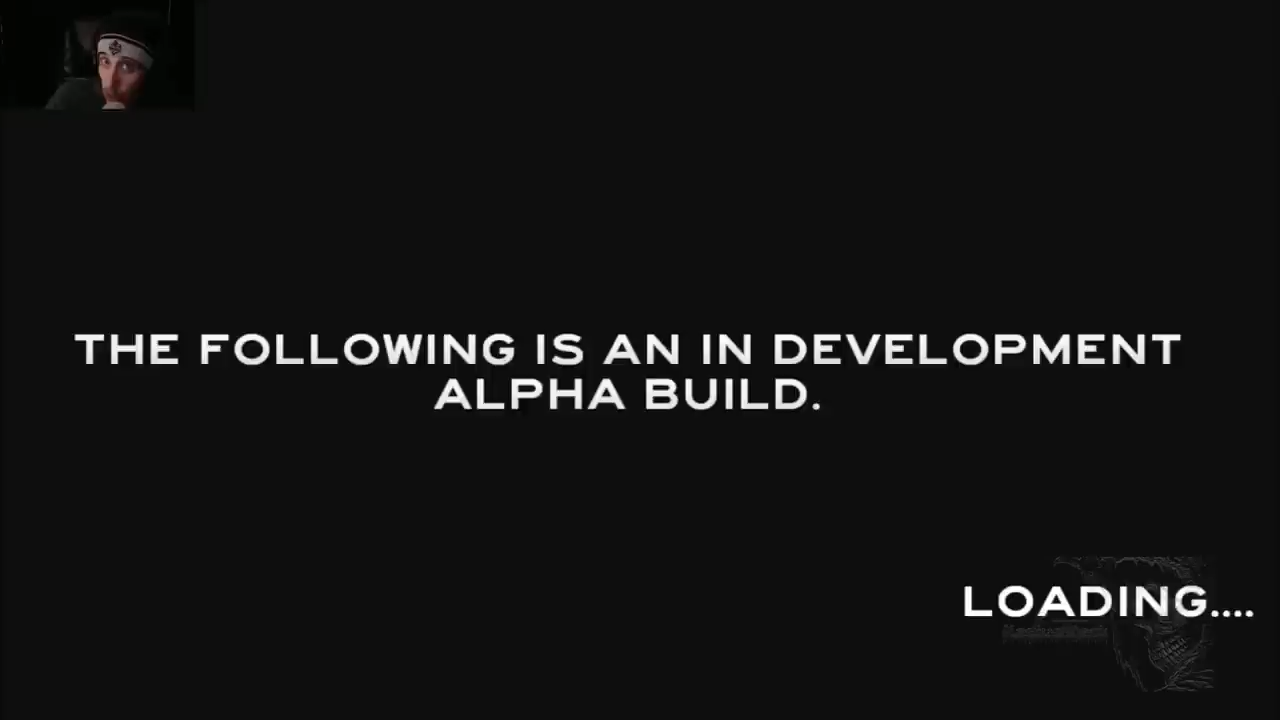 THE FOLLOWING IS AN IN DEVELOPMENT
ALPHA BUILD.
LOADING....